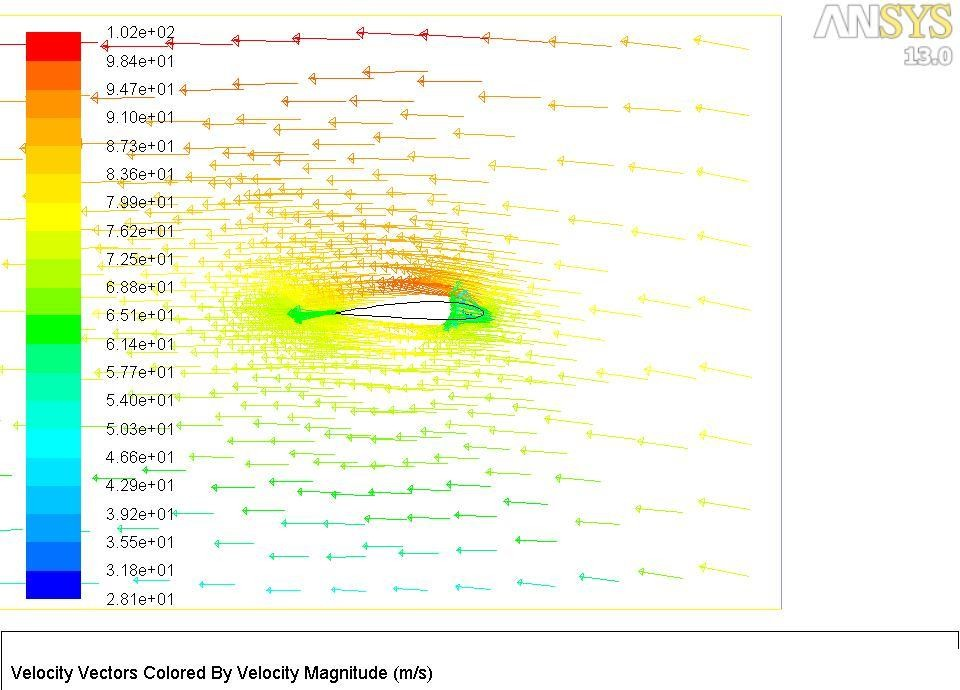 ANSYS
13.0
1.02e+02
9.84e+01
9.47e+01
9.10e+01
8.73e+01
8.36e+01
7.99e+01
7.62e+01
7.25e+01
6.88e+01
6.51e+01
6.14e+01
5.77e+01
5.40e+01
5.03e+01
4.66e+01
4.29e+01
3.92e+01
3.55e+01
3.18e+01
2.81e+01
Velocity Vectors Colored By Velocity Magnitude (m/s)